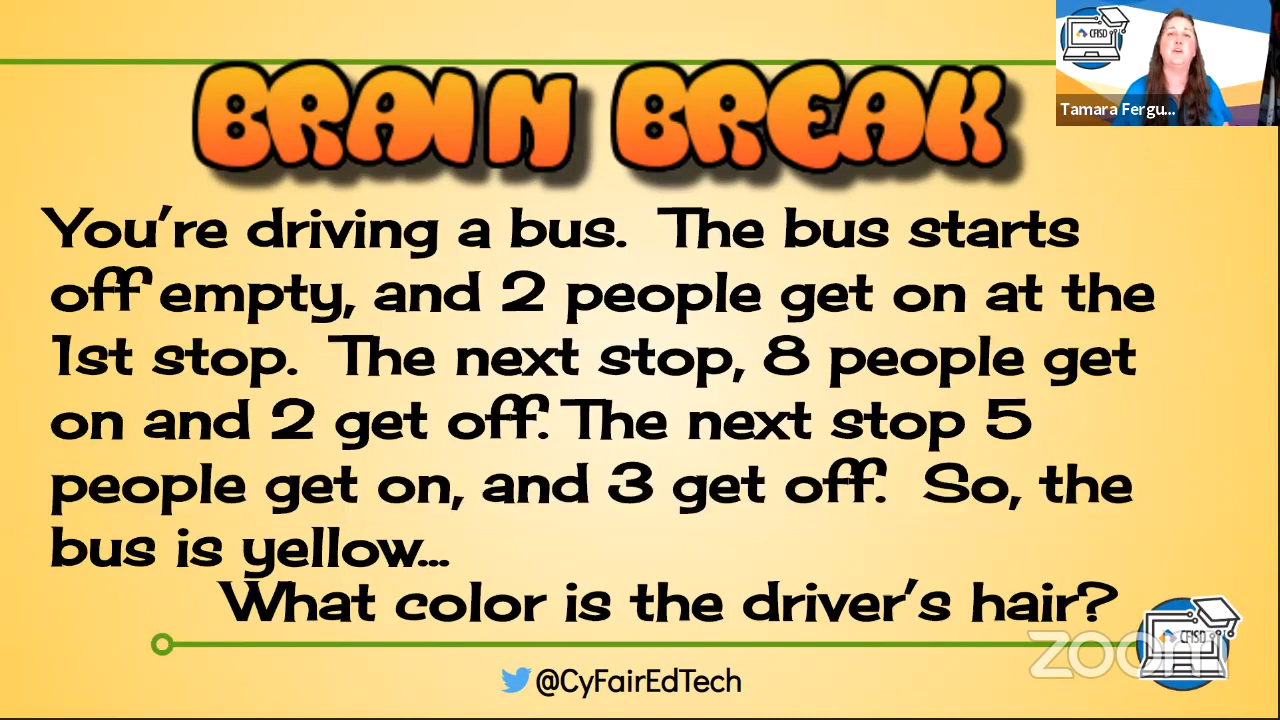 CFISD
Tamara Fergu...
BRAIN BREAK
You're driving a bus. The bus starts
off empty, and 2 people get on at the
1st stop. The next stop, 8 people get
on and 2 get off. The next stop 5
people get on, and 3 get off. So, the
bus is yellow...
What color is the driver's hair?
zoom
CFISD
@CyFairEdTech